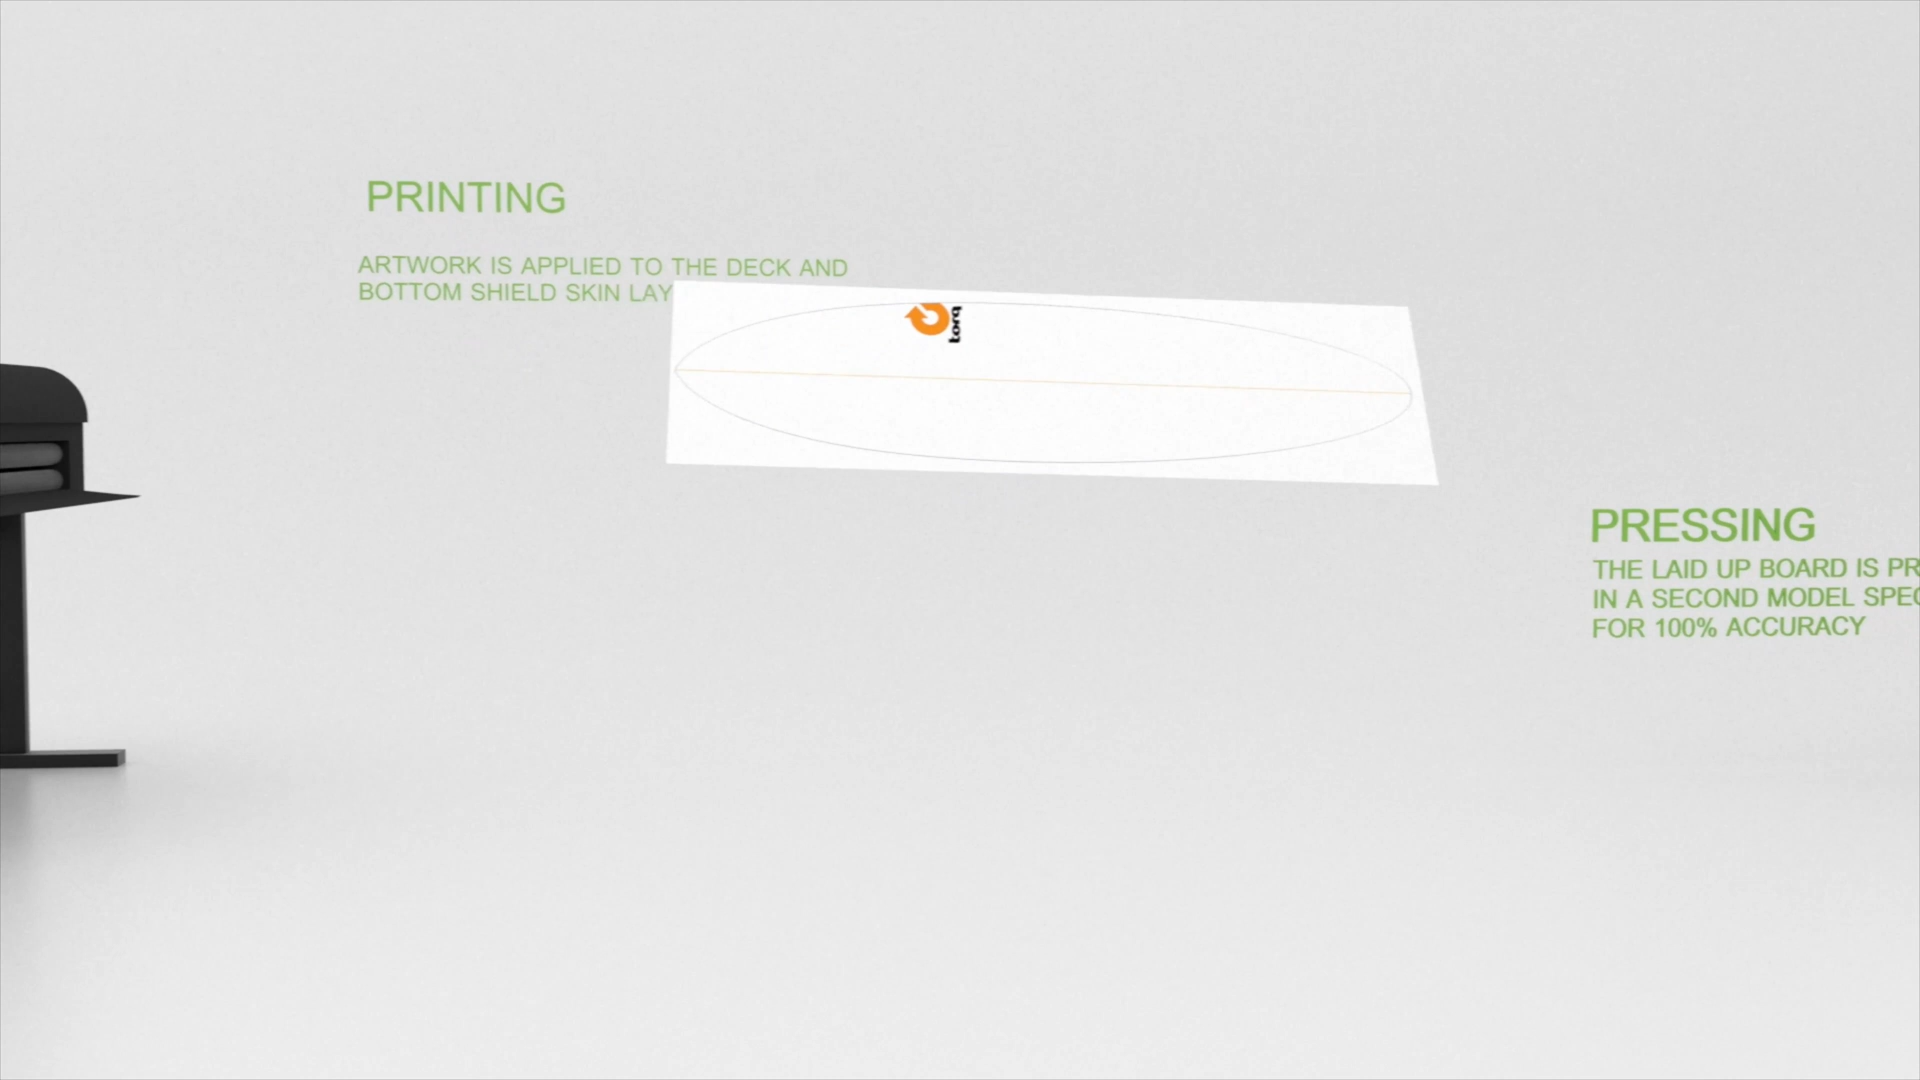 PRINTING
ARTWORK IS APPLIED TO THE DECK AND
BOTTOM SHIELD SKIN LAY
torq
PRESSING
THE LAID UP BOARD IS PR
IN A SECOND MODEL SPEC
FOR 100% ACCURACY